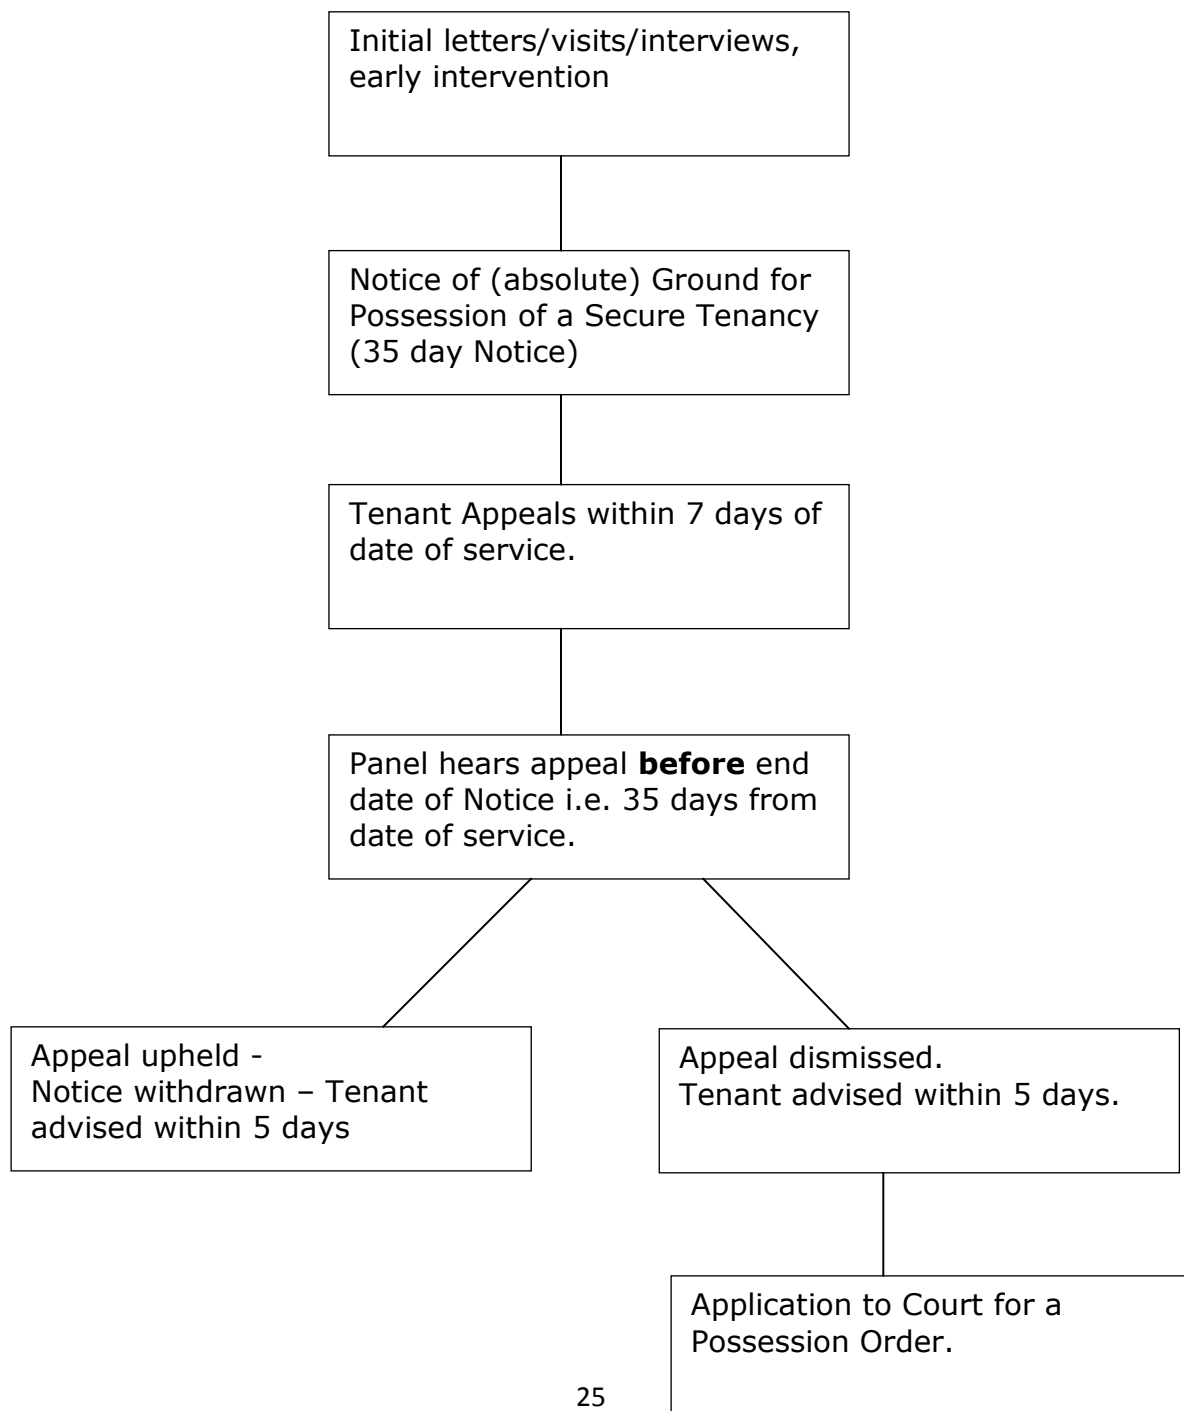 Initial letters/visits/interviews,
early intervention
Notice of (absolute) Ground for
Possession of a Secure Tenancy
(35 day Notice)
Tenant Appeals within 7 days of
date of service.
Panel hears appeal before end
date of Notice i.e. 35 days from
date of service.
Appeal upheld -
Notice withdrawn – Tenant
advised within 5 days
Appeal dismissed.
Tenant advised within 5 days.
Application to Court for a
Possession Order.
25